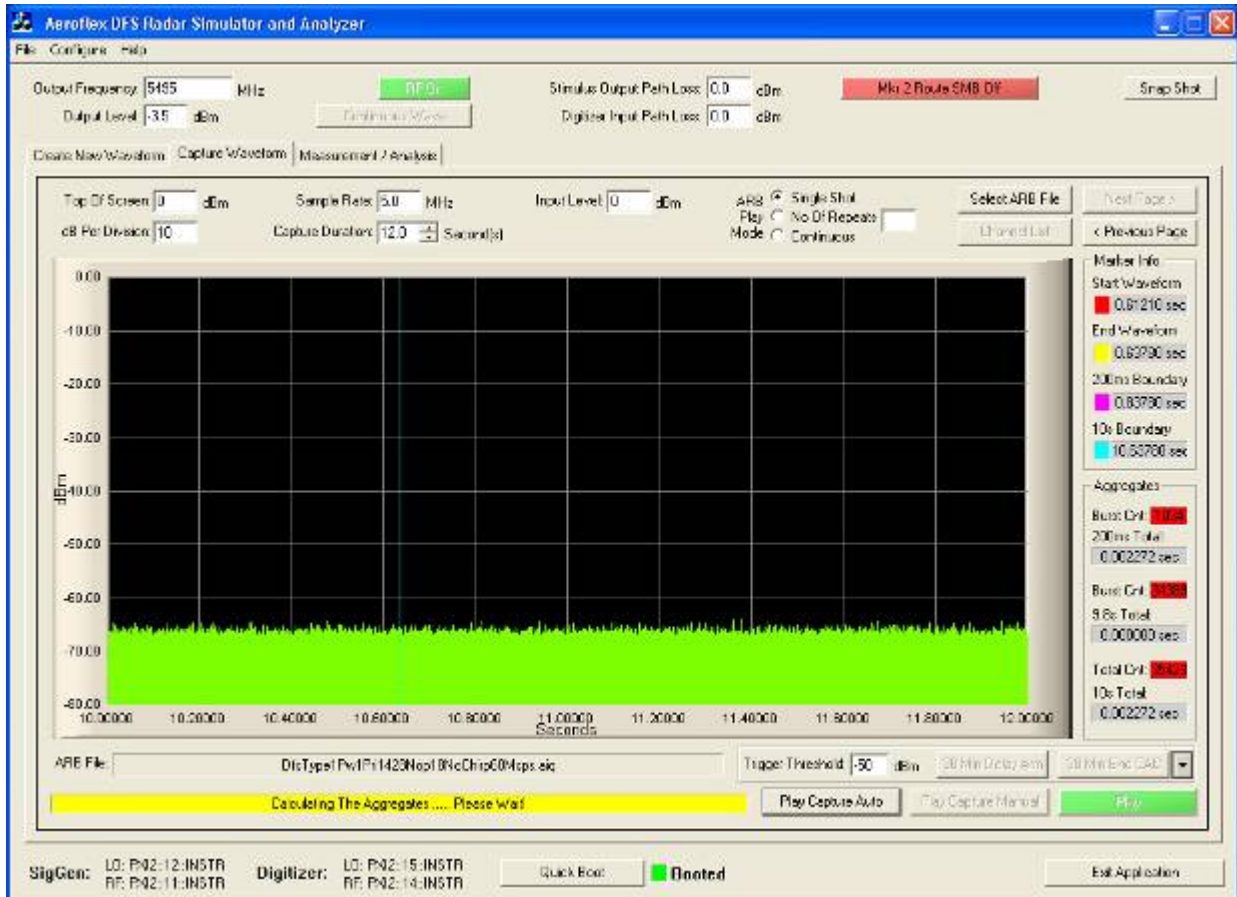 Aeroflex DFS Radar Simulator and Analyzer
File Configure Help
Output Frequency: 5495 MHz
RF On
Stimulus Output Path Loss: 0.0 dBm
Mkr 2 Route SMB Off
Snap Shot
Output Level: -3.5 dBm
Continuous Wave
Digitizer Input Path Loss: 0.0 dBm
Create New Waveform Capture Waveform Measurement / Analysis
Top Of Screen: 0 dBm
Sample Rate: 5.0 MHz
Input Level: 0 dBm
ARB Play Mode
Single Shot
No Of Repeats
Continuous
Select ARB File
Next Page >
dB Per Division: 10
Capture Duration: 12.0 Second(s)
Channel List
< Previous Page
0.00
-10.00
-20.00
-30.00
-40.00
-50.00
-60.00
-70.00
-80.00
dBm
10.00000 10.20000 10.40000 10.60000 10.80000 11.00000 11.20000 11.40000 11.60000 11.80000 12.00000
Seconds
Marker Info
Start Waveform
0.61210 sec
End Waveform
0.63780 sec
200ms Boundary
0.83780 sec
10s Boundary
10.63780 sec
Aggregates
Burst Cnt:
200ms Total
0.002272 sec
Burst Cnt:
9.8s Total:
0.000000 sec
Total Cnt:
10s Total:
0.002272 sec
ARB File: DfsType1Pw1Pri1428Nop18NoChirp60Msps.aiq
Trigger Threshold: -50 dBm
Calculating The Aggregates ..... Please Wait!
Play Capture Auto
Play Capture Manual
Play
SigGen: LO: PXI2::12::INSTR
RF: PXI2::11::INSTR
Digitizer: LO: PXI2::15::INSTR
RF: PXI2::14::INSTR
Quick Boot
Booted
Exit Application